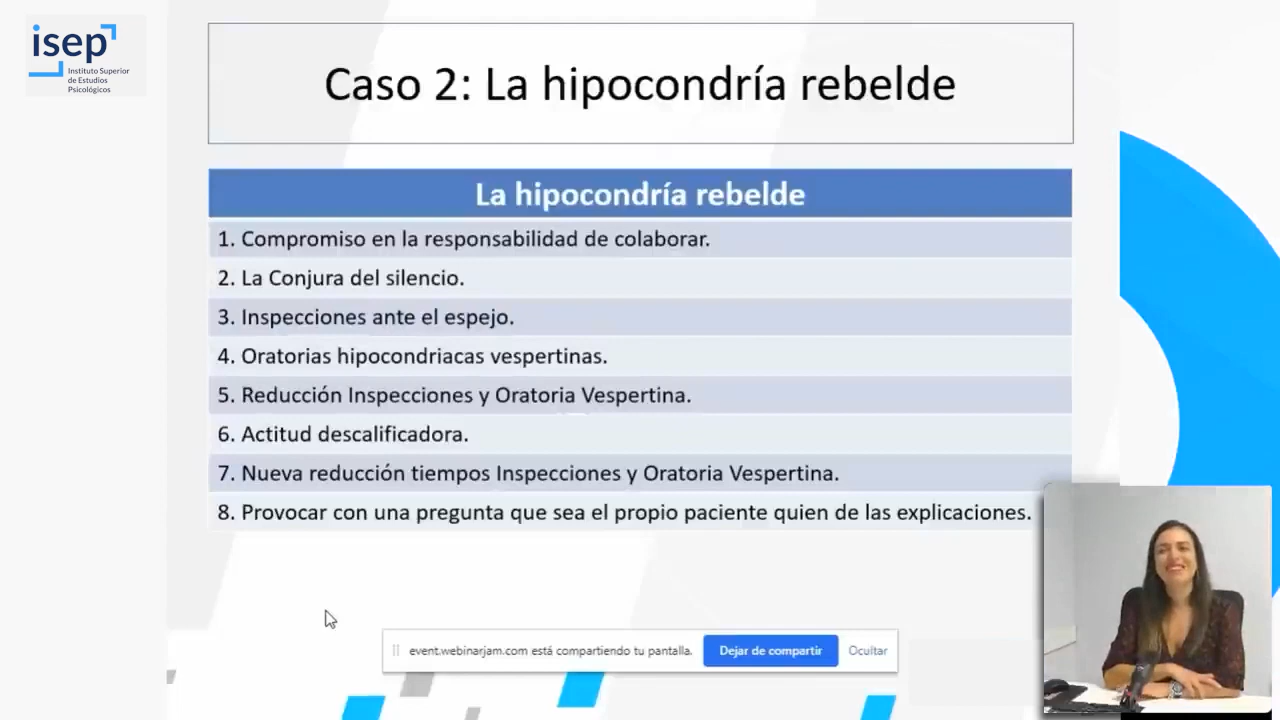 isep
Instituto Superior
de Estudios
Psicológicos
Caso 2: La hipocondría rebelde
La hipocondría rebelde
1. Compromiso en la responsabilidad de colaborar.
2. La Conjura del silencio.
3. Inspecciones ante el espejo.
4. Oratorias hipocondriacas vespertinas.
5. Reducción Inspecciones y Oratoria Vespertina.
6. Actitud descalificadora.
7. Nueva reducción tiempos Inspecciones y Oratoria Vespertina.
8. Provocar con una pregunta que sea el propio paciente quien de las explicaciones.
event.webinarjam.com está compartiendo tu pantalla.
Dejar de compartir
Ocultar